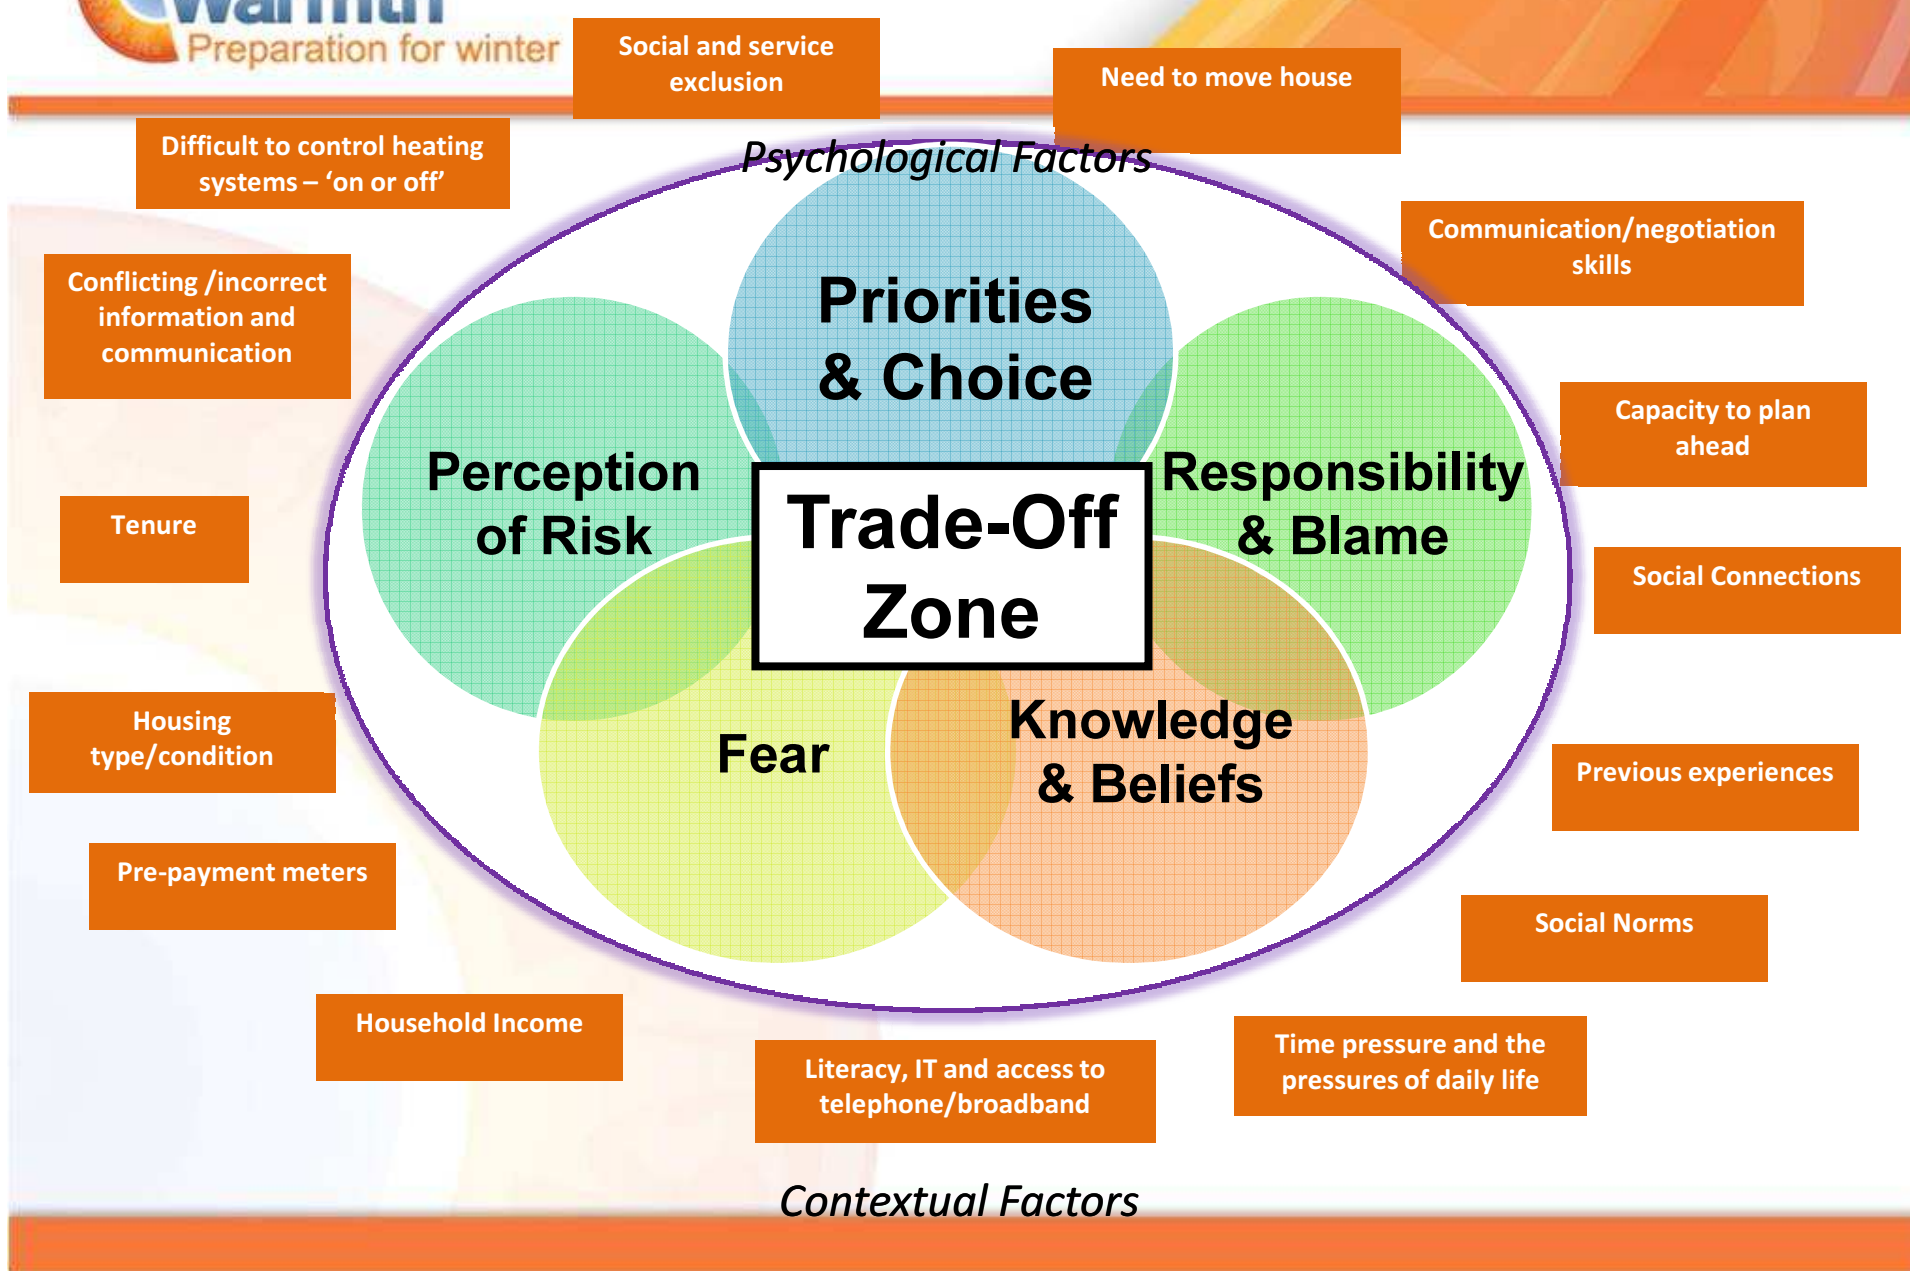 Warmth
Preparation for winter
Social and service
exclusion
Need to move house
Difficult to control heating
systems – ‘on or off’
Psychological Factors
Communication/negotiation
skills
Conflicting /incorrect
information and
communication
Priorities
& Choice
Capacity to plan
ahead
Perception
of Risk
Responsibility
& Blame
Trade-Off
Zone
Tenure
Social Connections
Housing
type/condition
Fear
Knowledge
& Beliefs
Previous experiences
Pre-payment meters
Social Norms
Household Income
Literacy, IT and access to
telephone/broadband
Time pressure and the
pressures of daily life
Contextual Factors